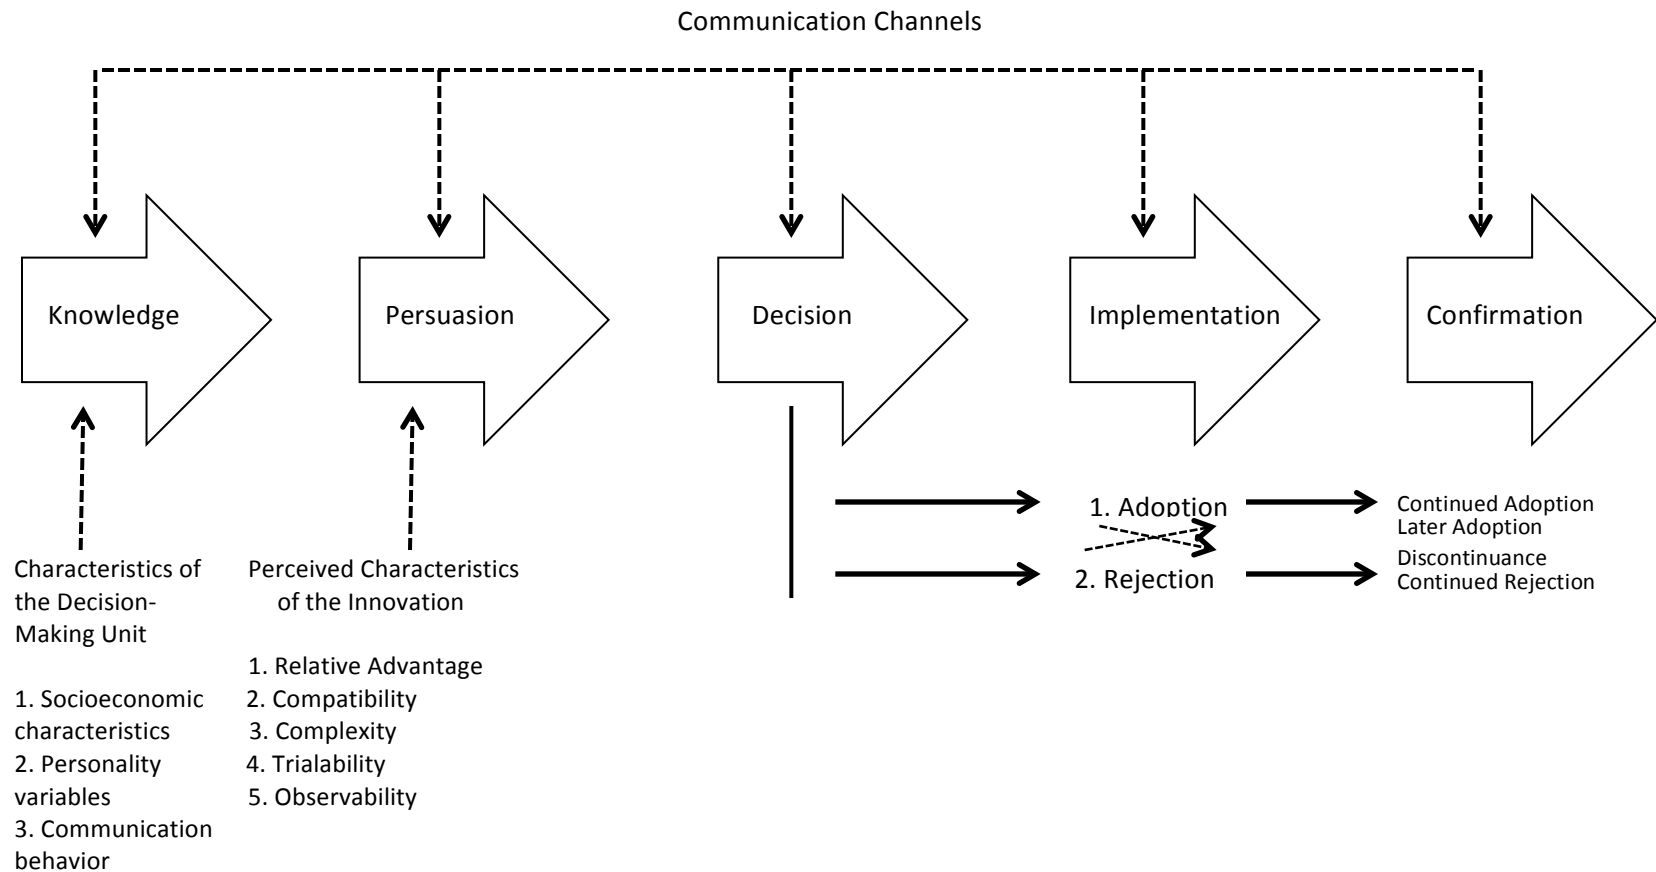 Communication Channels
Knowledge
Persuasion
Decision
Implementation
Confirmation
1. Adoption
2. Rejection
Continued Adoption
Later Adoption
Discontinuance
Continued Rejection
Characteristics of
the Decision-
Making Unit
1. Socioeconomic
characteristics
2. Personality
variables
3. Communication
behavior
Perceived Characteristics
of the Innovation
1. Relative Advantage
2. Compatibility
3. Complexity
4. Trialability
5. Observability